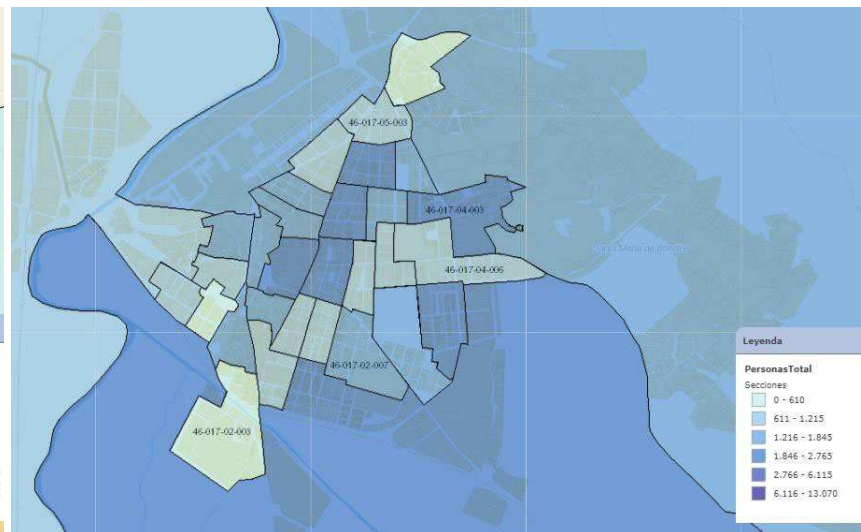 46-017-05-003
46-017-04-003
46-017-04-006
46-017-02-007
46-017-02-003
Leyenda
PersonasTotal
Secciones
0 - 610
611 - 1.215
1.216 - 1.845
1.846 - 2.765
2.766 - 6.115
6.116 - 13.070